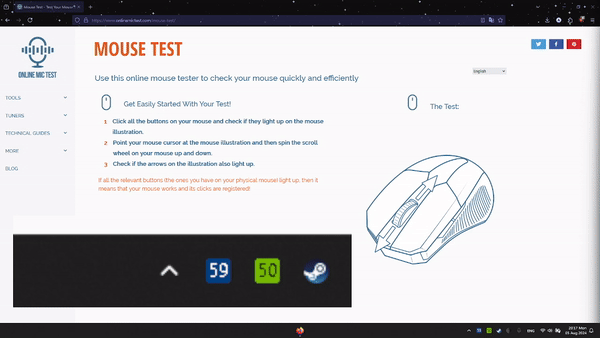 Mouse Test - Test Your Mouse
https://www.onlinemictest.com/mouse-test/
MOUSE TEST
ONLINE MIC TEST
Use this online mouse tester to check your mouse quickly and efficiently
English
TOOLS
TUNERS
TECHNICAL GUIDES
MORE
BLOG
Get Easily Started With Your Test!
1 Click all the buttons on your mouse and check if they light up on the mouse
illustration.
2 Point your mouse cursor at the mouse illustration and then spin the scroll
wheel on your mouse up and down.
3 Check if the arrows on the illustration also light up.
If all the relevant buttons (the ones you have on your physical mouse) light up, then it
means that your mouse works and its clicks are registered!
The Test:
59 50
59 50
ENG
20:17 Mon
05 Aug 2024